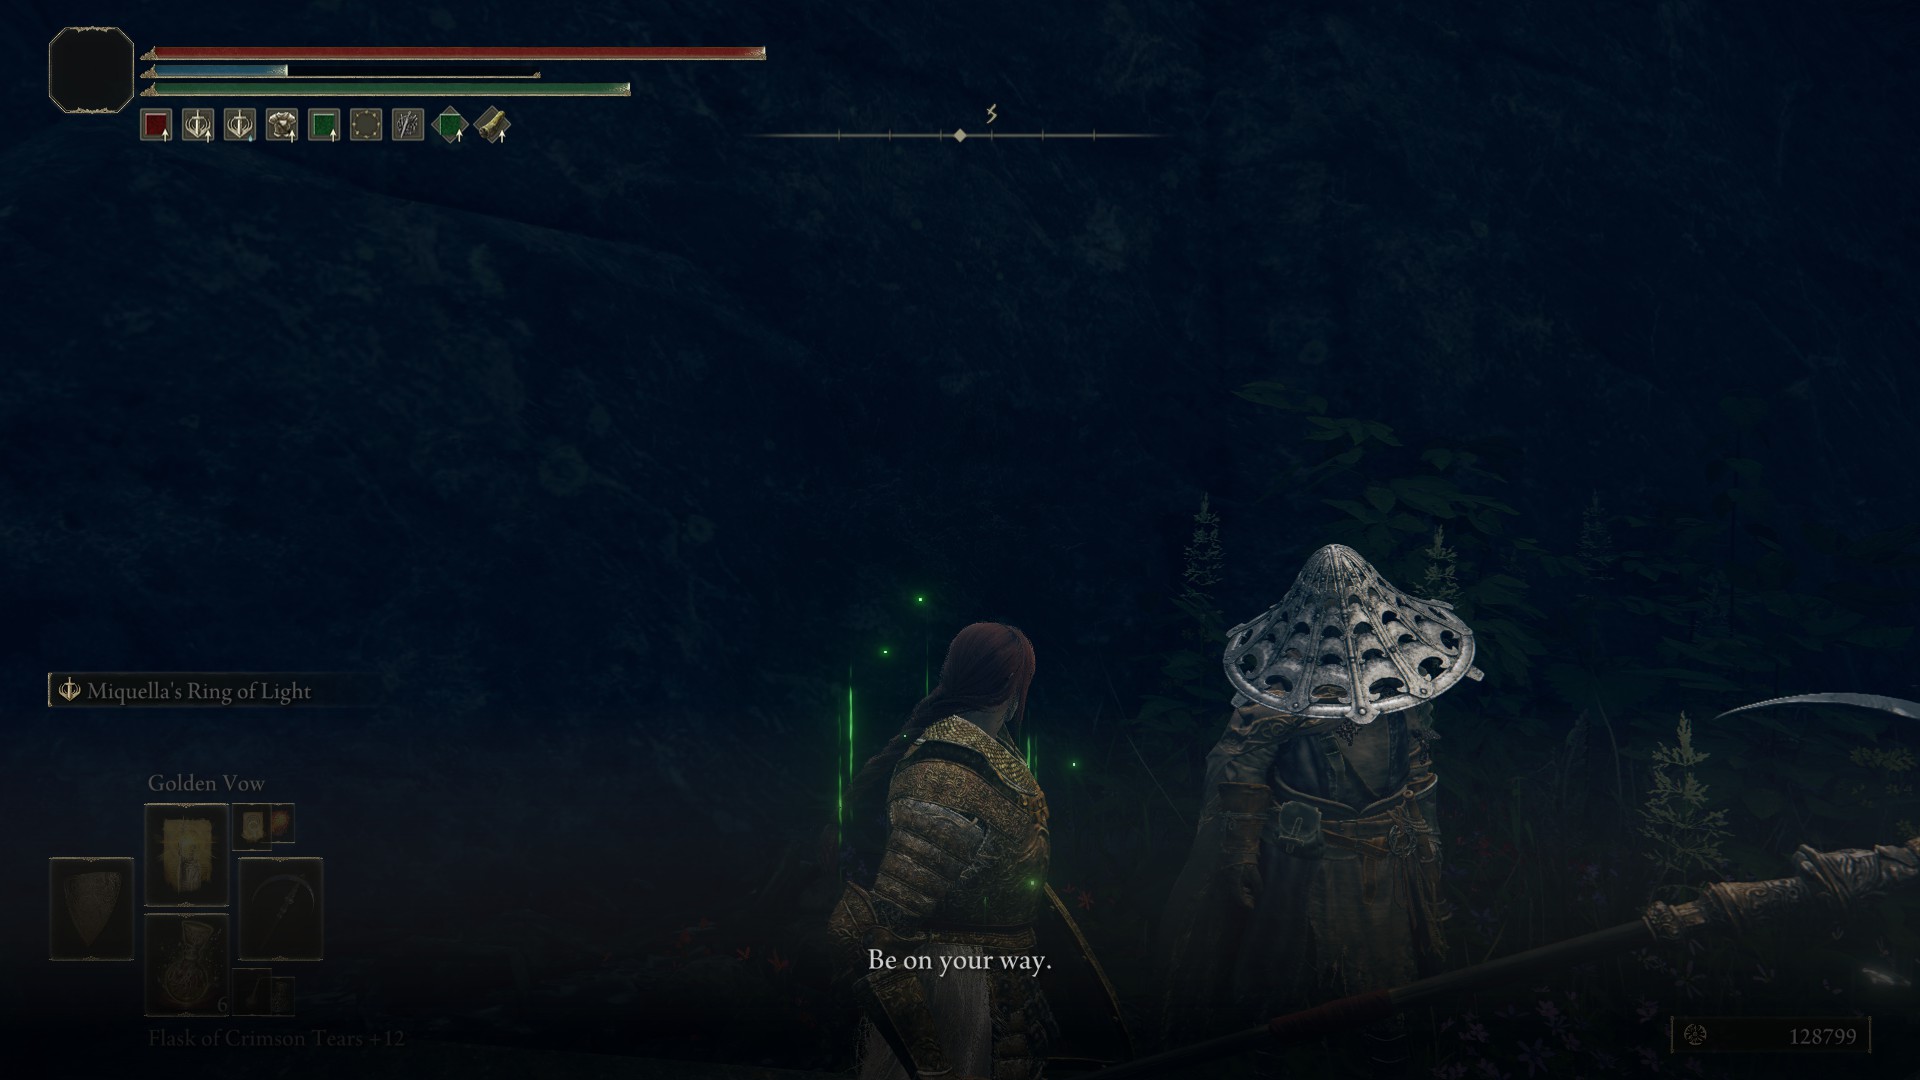 Miquella's Ring of Light
Golden Vow
6
Be on your way.
Flask of Crimson Tears +12
128799